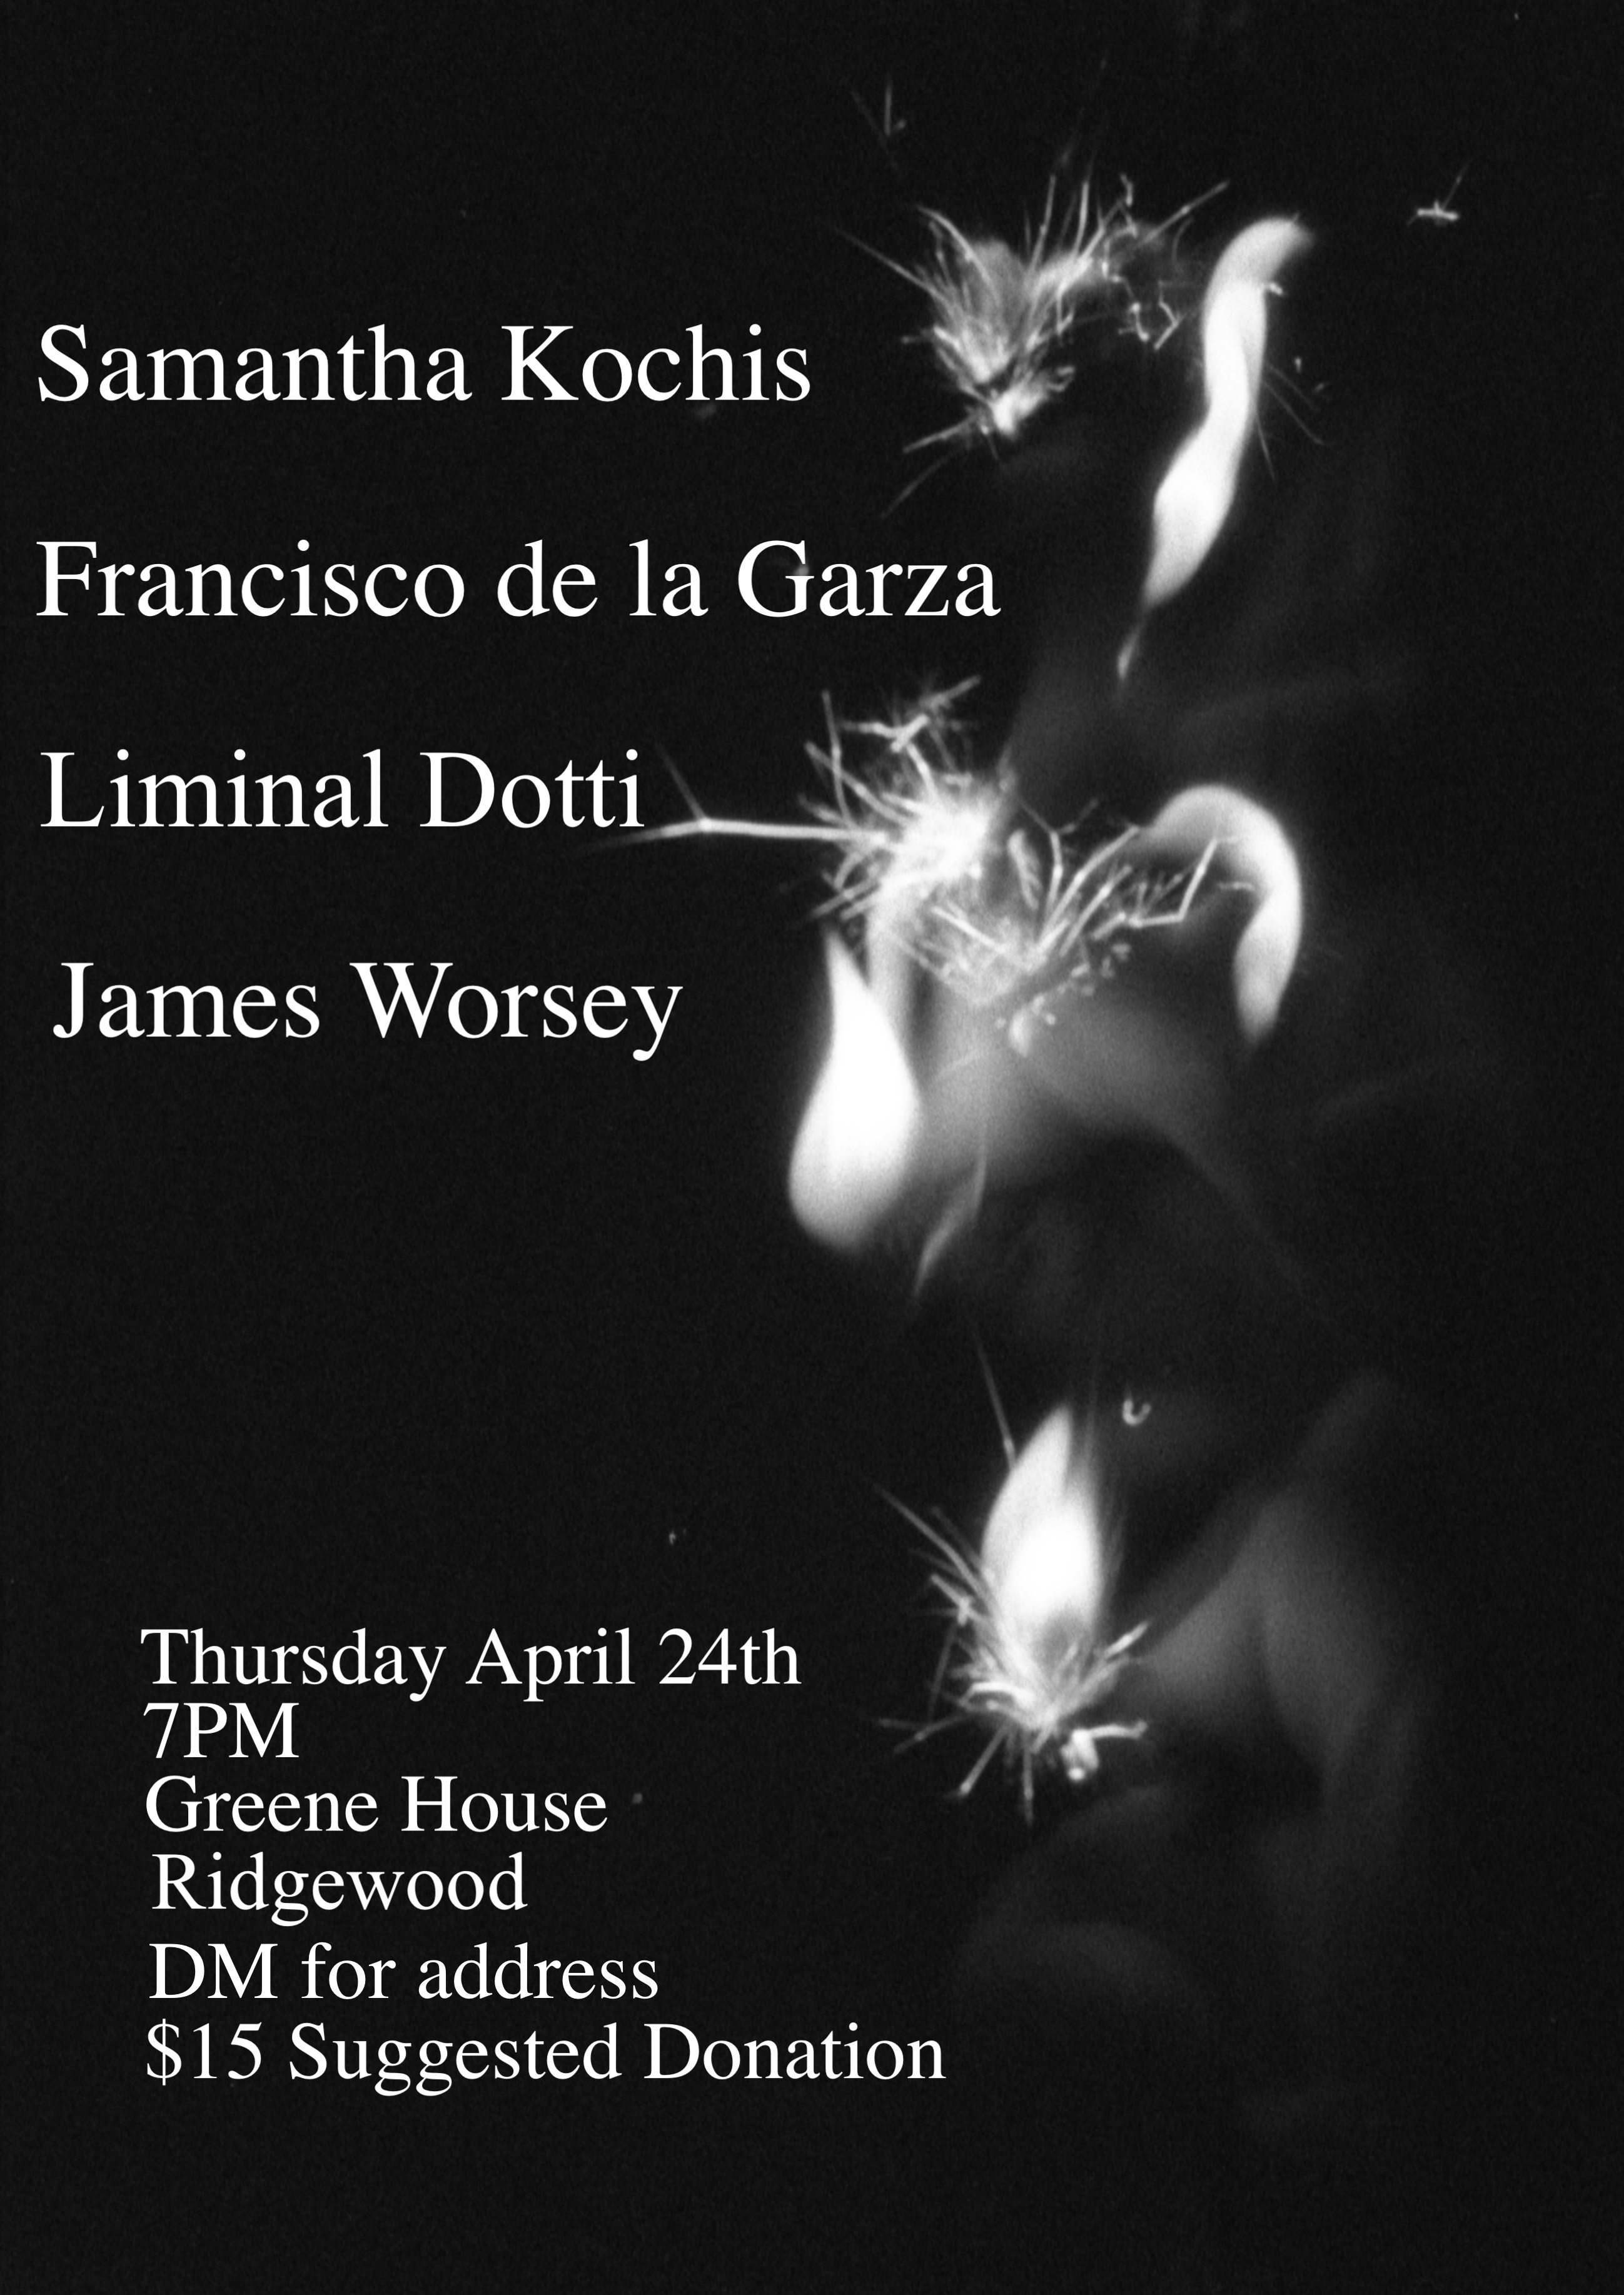 Samantha Kochis
Francisco de la Garza
Liminal Dotti
James Worsey
Thursday April 24th
7PM
Greene House
Ridgewood
DM for address
$15 Suggested Donation